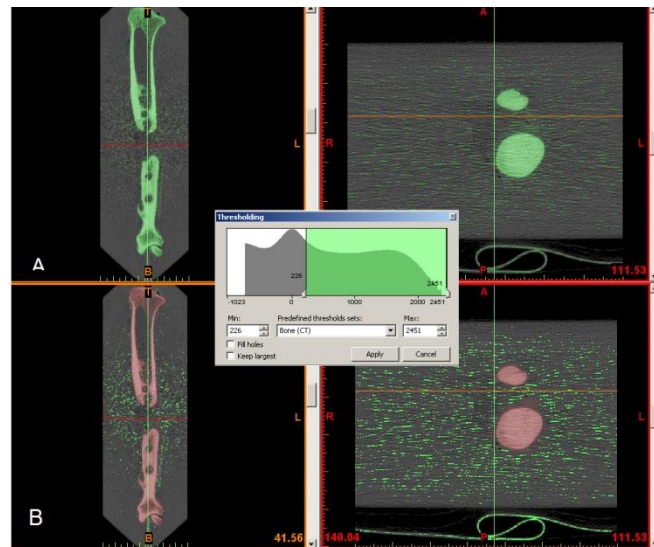 T
A
L
R
L
Thresholding
226
2451
-1023
0
1000
2000
2451
Min:
Predefined thresholds sets:
Max:
226
Bone (CT)
2451
Fill holes
Keep largest
Apply
Cancel
A
B
P
111.53
T
A
L
R
L
B
B
41.56
140.04
P
111.53